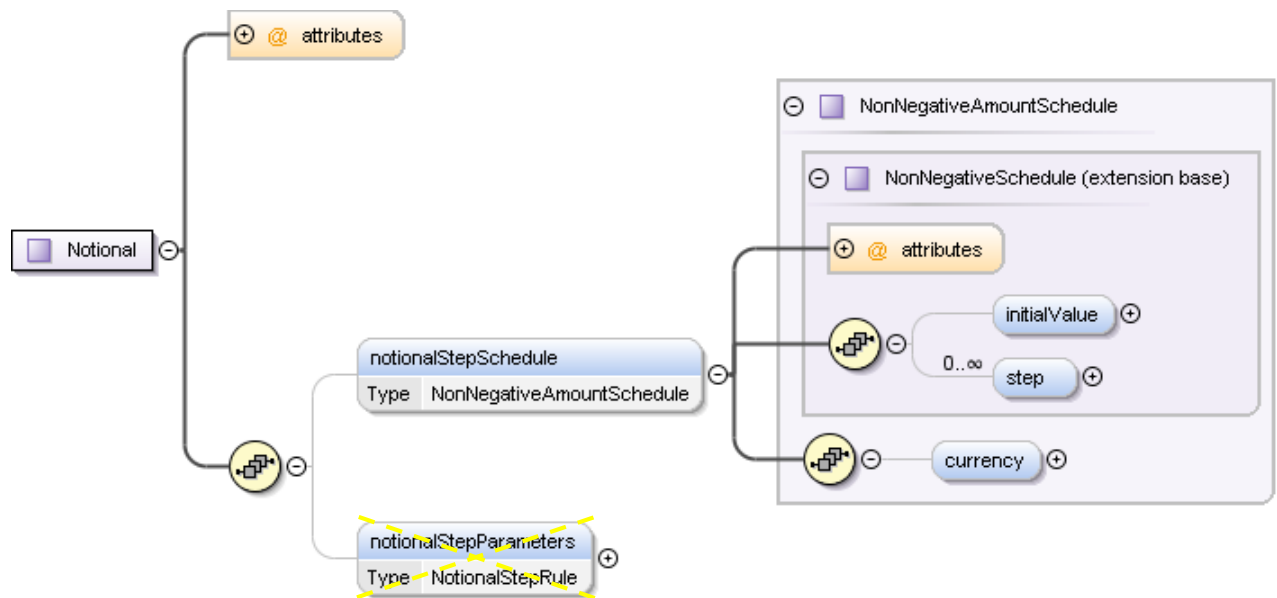 @ attributes
NonNegativeAmountSchedule
NonNegativeSchedule (extension base)
Notional
@ attributes
initialValue
notionalStepSchedule
0..∞
step
Type NonNegativeAmountSchedule
currency
notionalStepParameters
Type NotionalStepRule